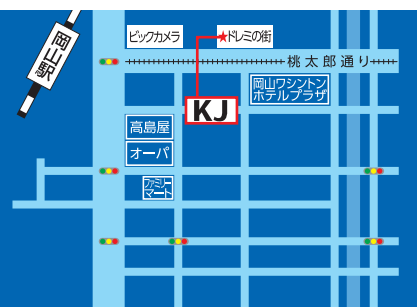 岡山駅
ビックカメラ
★ドレミの街
桃太郎通り
岡山ワシントン
ホテルプラザ
KJ
高島屋
オーパ
ファミリー
マート